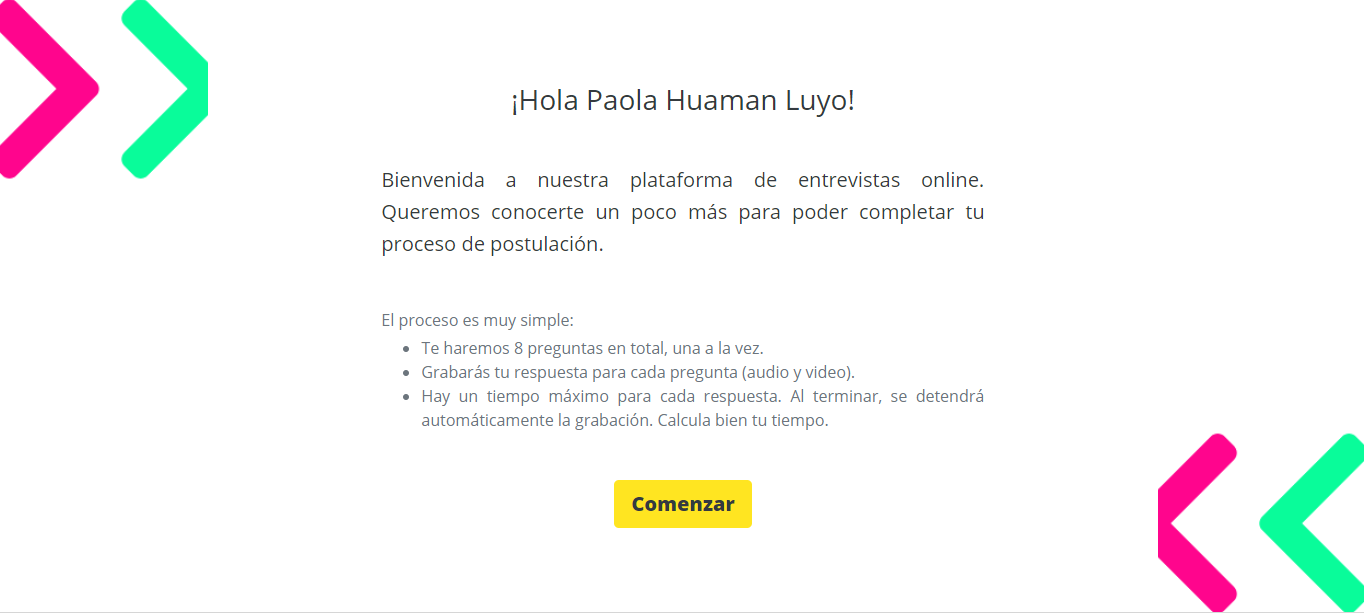 ¡Hola Paola Huaman Luyo!
Bienvenida a nuestra plataforma de entrevistas online.
Queremos conocerte un poco más para poder completar tu
proceso de postulación.
El proceso es muy simple:
• Te haremos 8 preguntas en total, una a la vez.
• Grabarás tu respuesta para cada pregunta (audio y video).
• Hay un tiempo máximo para cada respuesta. Al terminar, se detendrá
automáticamente la grabación. Calcula bien tu tiempo.
Comenzar